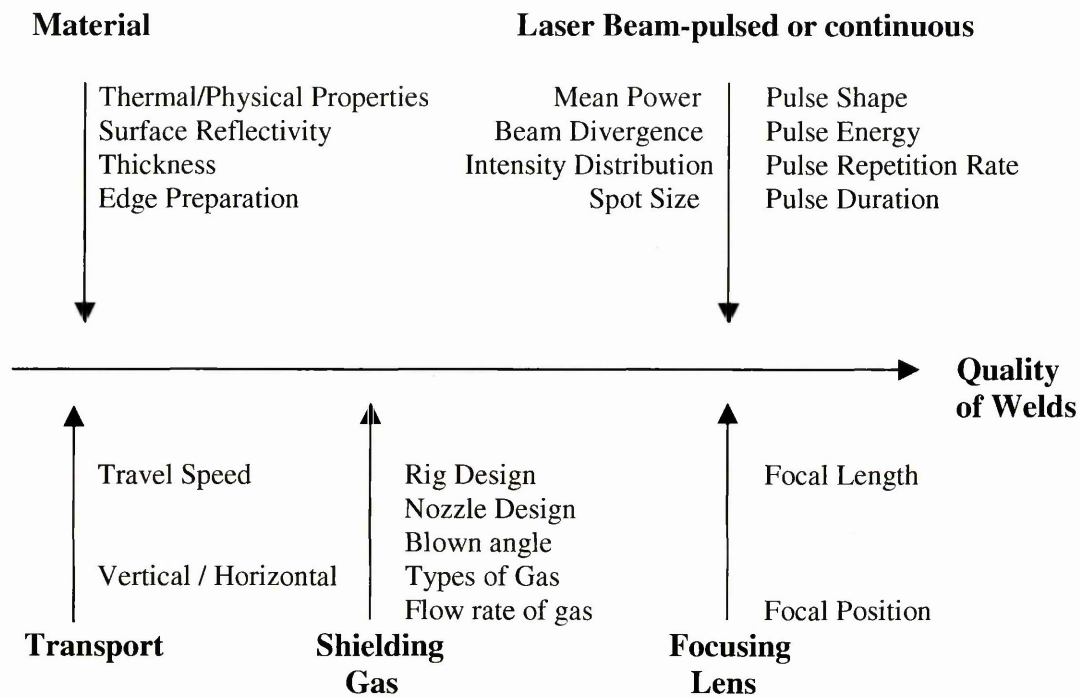 Material
Laser Beam-pulsed or continuous
Thermal/Physical Properties
Surface Reflectivity
Thickness
Edge Preparation
Mean Power
Beam Divergence
Intensity Distribution
Spot Size
Pulse Shape
Pulse Energy
Pulse Repetition Rate
Pulse Duration
Quality
of Welds
Travel Speed
Vertical / Horizontal
Transport
Rig Design
Nozzle Design
Blown angle
Types of Gas
Flow rate of gas
Shielding
Gas
Focal Length
Focal Position
Focusing
Lens